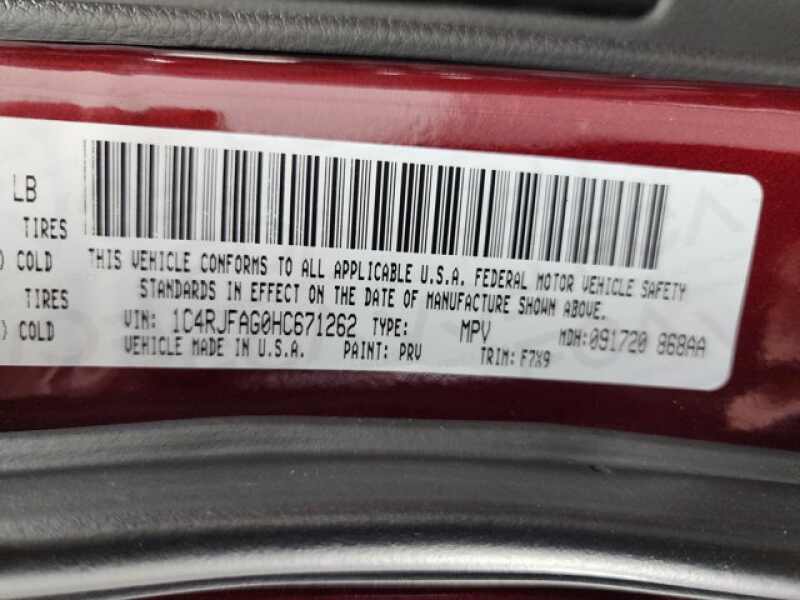 LB
TIRES
) COLD
TIRES
) COLD
THIS VEHICLE CONFORMS TO ALL APPLICABLE U.S.A. FEDERAL MOTOR VEHICLE SAFETY
STANDARDS IN EFFECT ON THE DATE OF MANUFACTURE SHOWN ABOVE.
VIN: 1C4RJFAG0HC671262 TYPE: MPV MDH:091720 868AA
VEHICLE MADE IN U.S.A. PAINT: PRV TRIM: F7X9